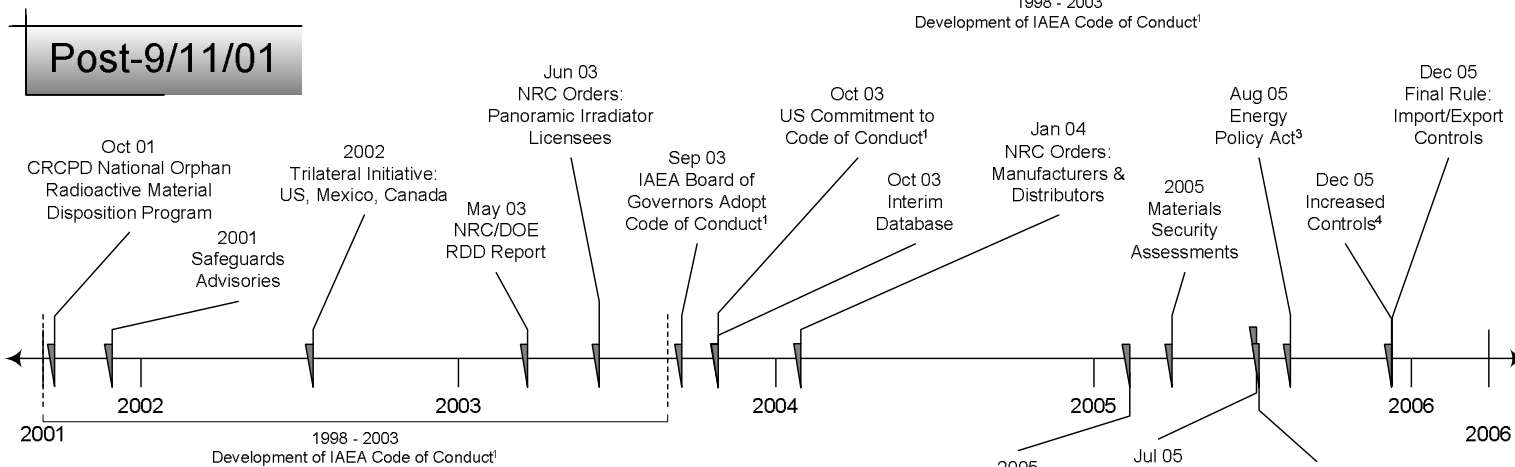 1998 - 2003
Development of IAEA Code of Conduct¹
Post-9/11/01
Oct 01
CRCPD National Orphan
Radioactive Material
Disposition Program
2001
Safeguards
Advisories
2002
Trilateral Initiative:
US, Mexico, Canada
May 03
NRC/DOE
RDD Report
Jun 03
NRC Orders:
Panoramic Irradiator
Licensees
Sep 03
IAEA Board of
Governors Adopt
Code of Conduct¹
Oct 03
US Commitment to
Code of Conduct¹
Oct 03
Interim
Database
Jan 04
NRC Orders:
Manufacturers &
Distributors
2005
Materials
Security
Assessments
Aug 05
Energy
Policy Act³
Dec 05
Increased
Controls⁴
Dec 05
Final Rule:
Import/Export
Controls
2002
2003
2004
2005
2006
2001
2006
1998 - 2003
Development of IAEA Code of Conduct¹
2005
Jul 05